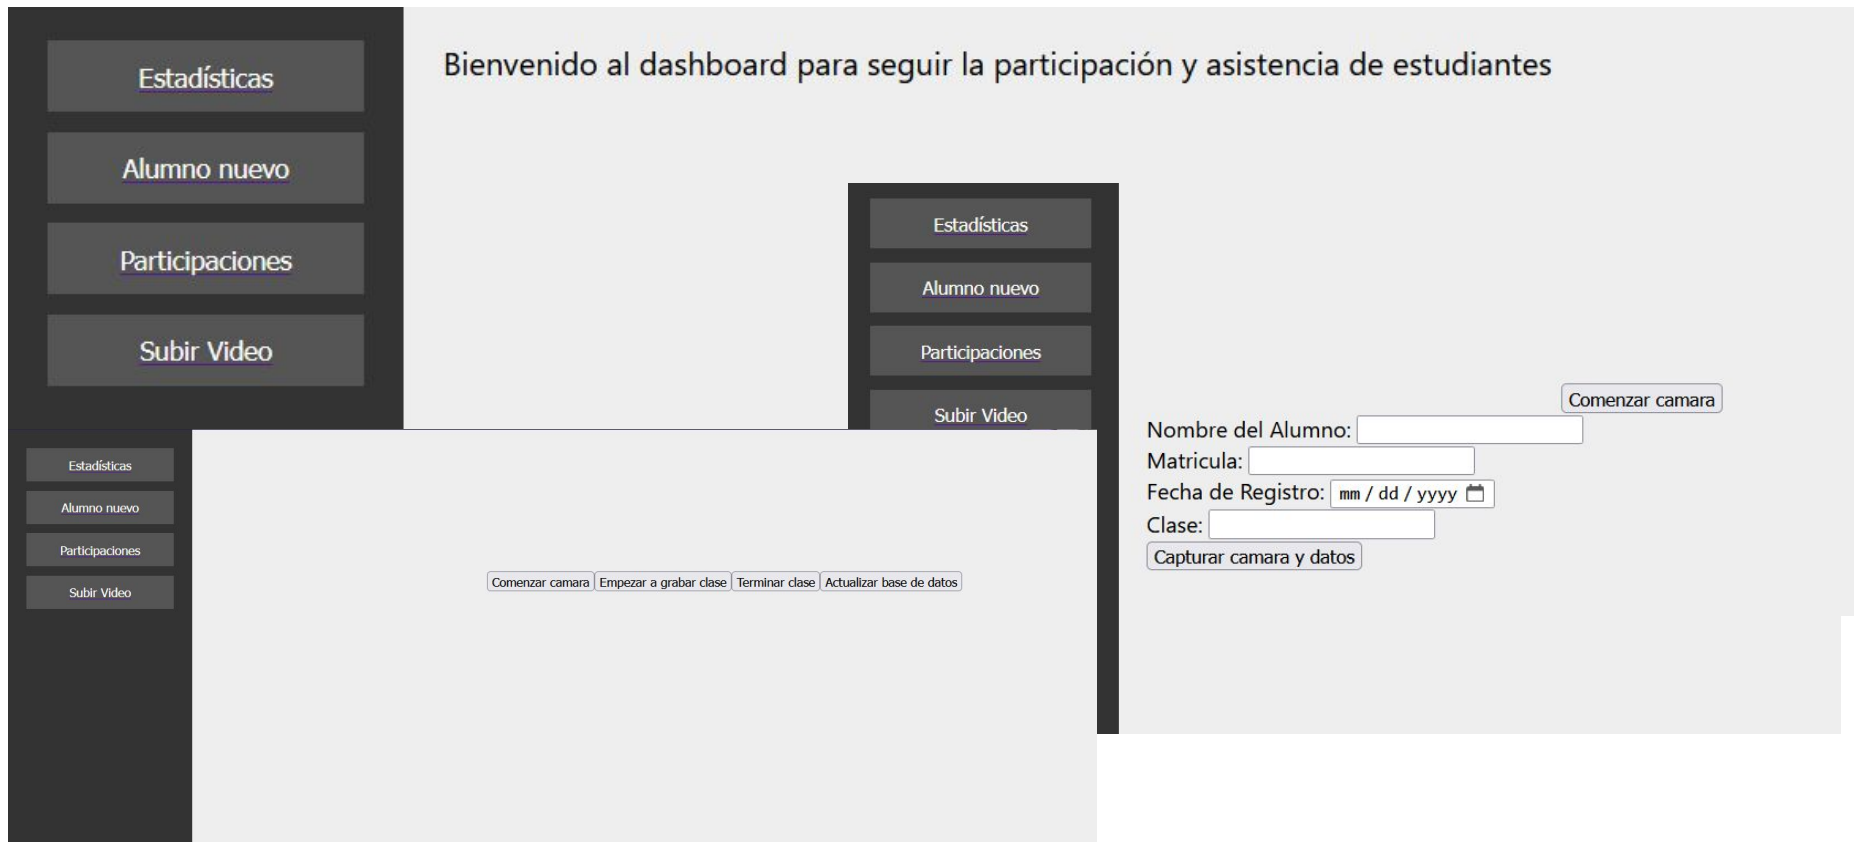 Estadísticas
Alumno nuevo
Participaciones
Subir Video
Bienvenido al dashboard para seguir la participación y asistencia de estudiantes
Estadísticas
Alumno nuevo
Participaciones
Subir Video
Comenzar camara
Nombre del Alumno:
Matricula:
Fecha de Registro: mm / dd / yyyy
Clase:
Capturar camara y datos
Estadísticas
Alumno nuevo
Participaciones
Subir Video
Comenzar camara Empezar a grabar clase Terminar clase Actualizar base de datos